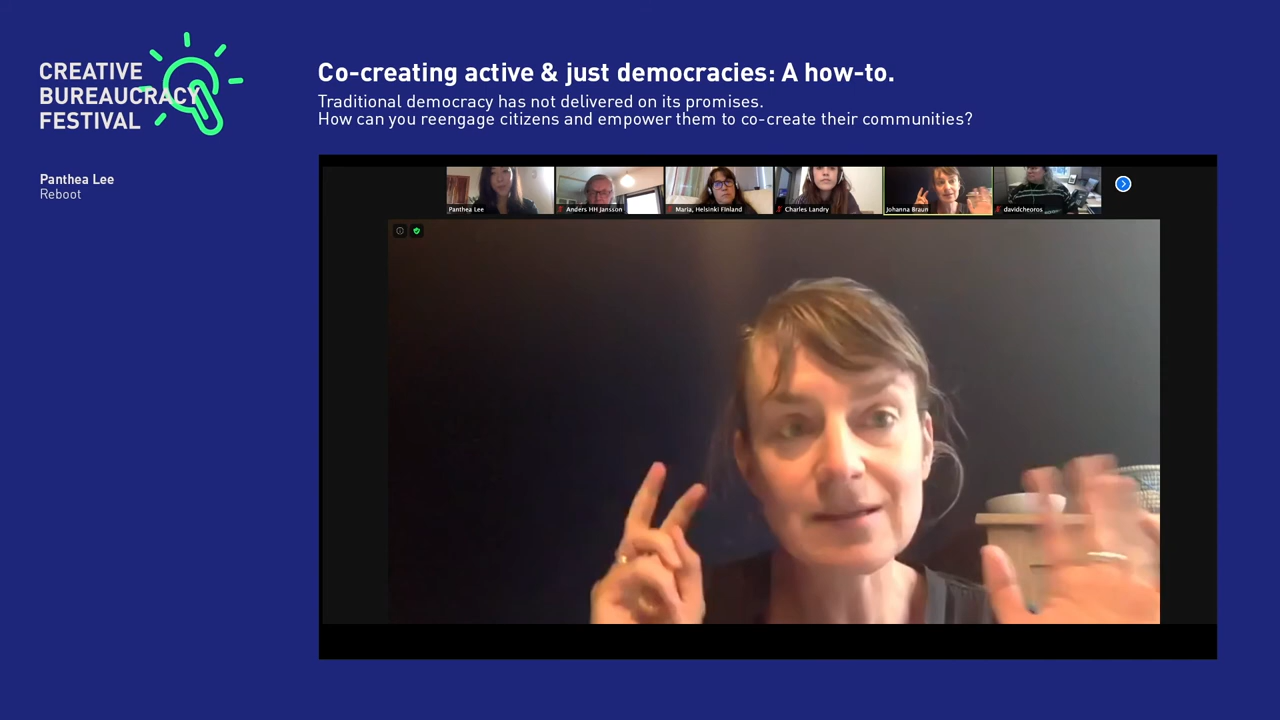 CREATIVE
BUREAUCRACY
FESTIVAL
Co-creating active & just democracies: A how-to.
Traditional democracy has not delivered on its promises.
How can you reengage citizens and empower them to co-create their communities?
Panthea Lee
Reboot
Panthea Lee
Anders HH Jansson
Maria, Helsinki Finland
Charles Landry
Johanna Braun
davidcheoros